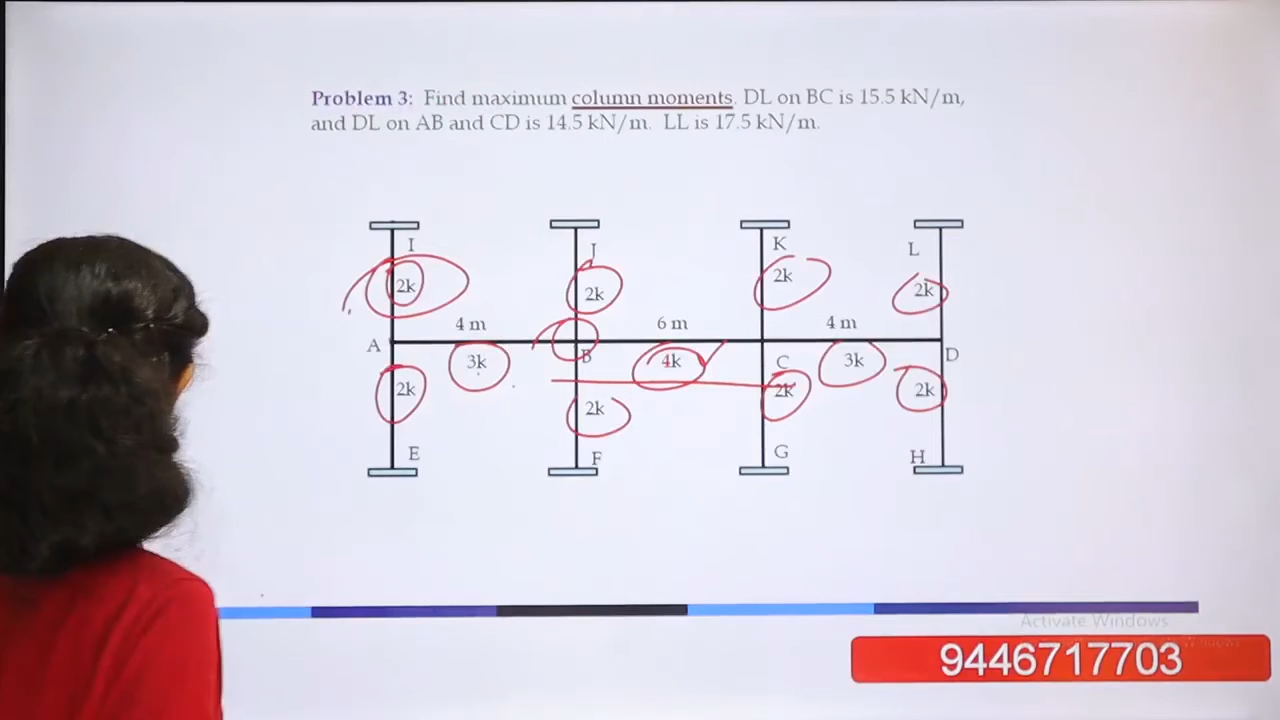 Problem 3: Find maximum column moments. DL on BC is 15.5 kN/m,
and DL on AB and CD is 14.5 kN/m. LL is 17.5 kN/m.
I J K L
2k 2k 2k 2k
4 m 6 m 4 m
A B C D
3k 4k 3k
2k 2k 2k 2k
E F G H
Activate Windows
9446717703